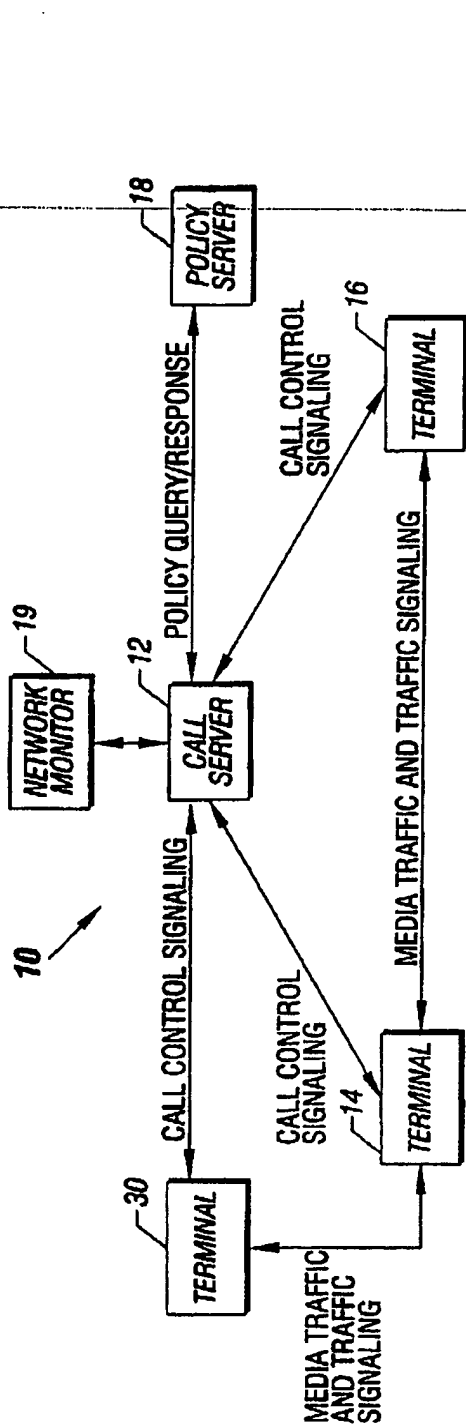 10
19
NETWORK
MONITOR
CALL CONTROL SIGNALING
12
CALL
SERVER
POLICY QUERY/RESPONSE
18
POLICY
SERVER
30
TERMINAL
CALL CONTROL
SIGNALING
CALL CONTROL
SIGNALING
16
TERMINAL
14
TERMINAL
MEDIA TRAFFIC AND TRAFFIC SIGNALING
MEDIA TRAFFIC
AND TRAFFIC
SIGNALING